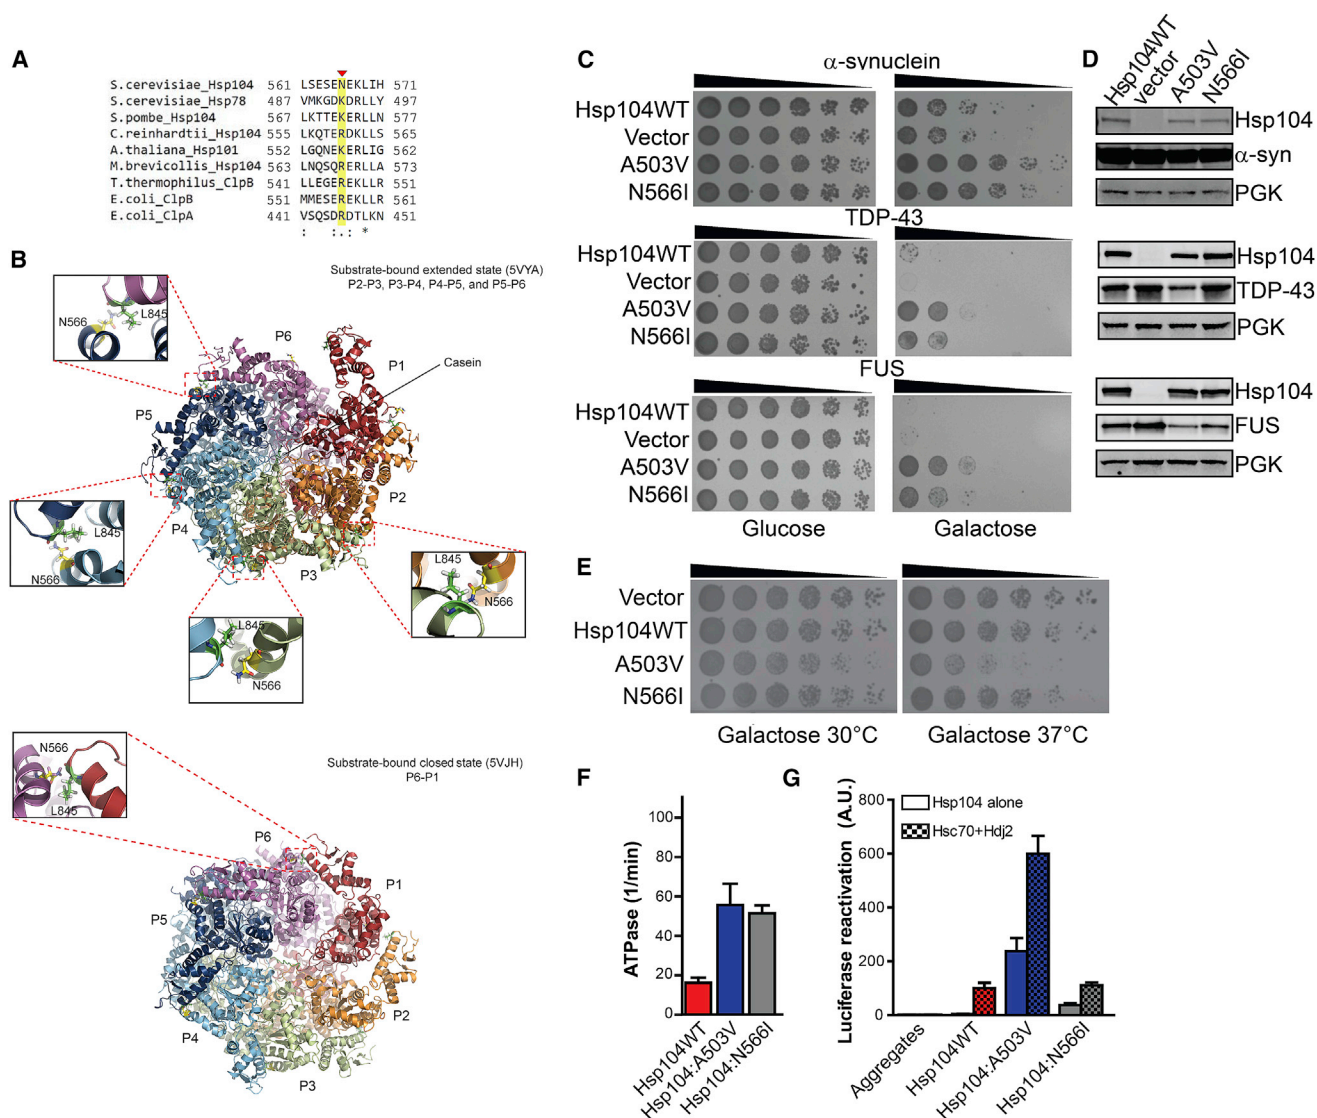 A
S.cerevisiae_Hsp104 561 LSESENEKLIH 571
S.cerevisiae_Hsp78 487 VMKGDKDRLLY 497
S.pombe_Hsp104 567 LKTTEKERLLN 577
C.reinhardtii_Hsp104 555 LKQTERDKLLS 565
A.thaliana_Hsp101 552 LGQNEKERLIG 562
M.brevicollis_Hsp104 563 LNQSQREKLLA 573
T.thermophilus_ClpB 541 LLEGEREKLLR 551
E.coli_ClpB 551 MMESEREKLLR 561
E.coli_ClpA 441 VSQSDRDTLKN 451
: :.: *
B
Substrate-bound extended state (5VYA)
P2-P3, P3-P4, P4-P5, and P5-P6
N566
L845
P6
P1
Casein
P5
P2
P4
P3
L845
N566
L845
N566
L845
N566
Substrate-bound closed state (5VJH)
P6-P1
N566
L845
P6
P1
P5
P2
P4
P3
C
α-synuclein
Hsp104WT
Vector
A503V
N566I
TDP-43
Hsp104WT
Vector
A503V
N566I
FUS
Hsp104WT
Vector
A503V
N566I
Glucose
Galactose
D
Hsp104WT
vector
A503V
N566I
Hsp104
α-syn
PGK
Hsp104
TDP-43
PGK
Hsp104
FUS
PGK
E
Vector
Hsp104WT
A503V
N566I
Galactose 30°C
Galactose 37°C
F
ATPase (1/min)
100
80
60
40
20
0
Hsp104WT
Hsp104:A503V
Hsp104:N566I
G
Luciferase reactivation (A.U.)
800
600
400
200
0
Hsp104 alone
Hsc70+Hdj2
Aggregates
Hsp104WT
Hsp104:A503V
Hsp104:N566I